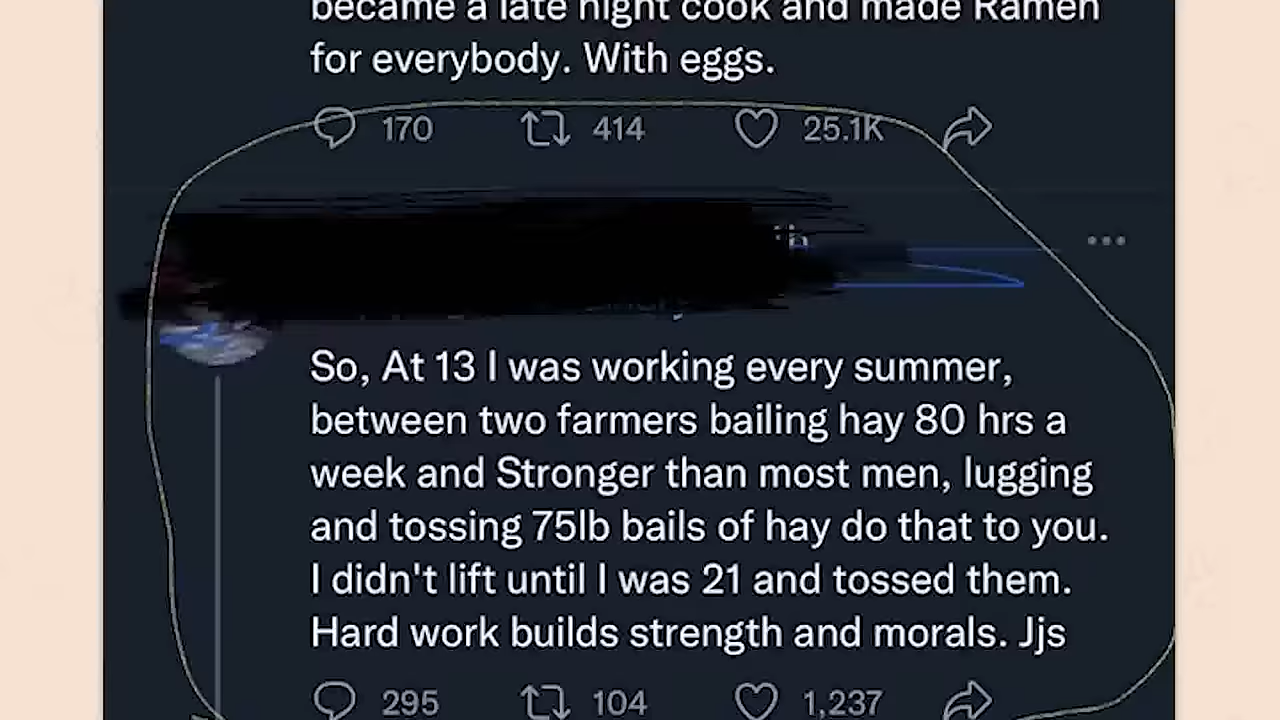 became a late night cook and made Ramen
for everybody. With eggs.
170 414 25.1K
So, At 13 I was working every summer,
between two farmers bailing hay 80 hrs a
week and Stronger than most men, lugging
and tossing 75lb bails of hay do that to you.
I didn't lift until I was 21 and tossed them.
Hard work builds strength and morals. Jjs
295 104 1,237